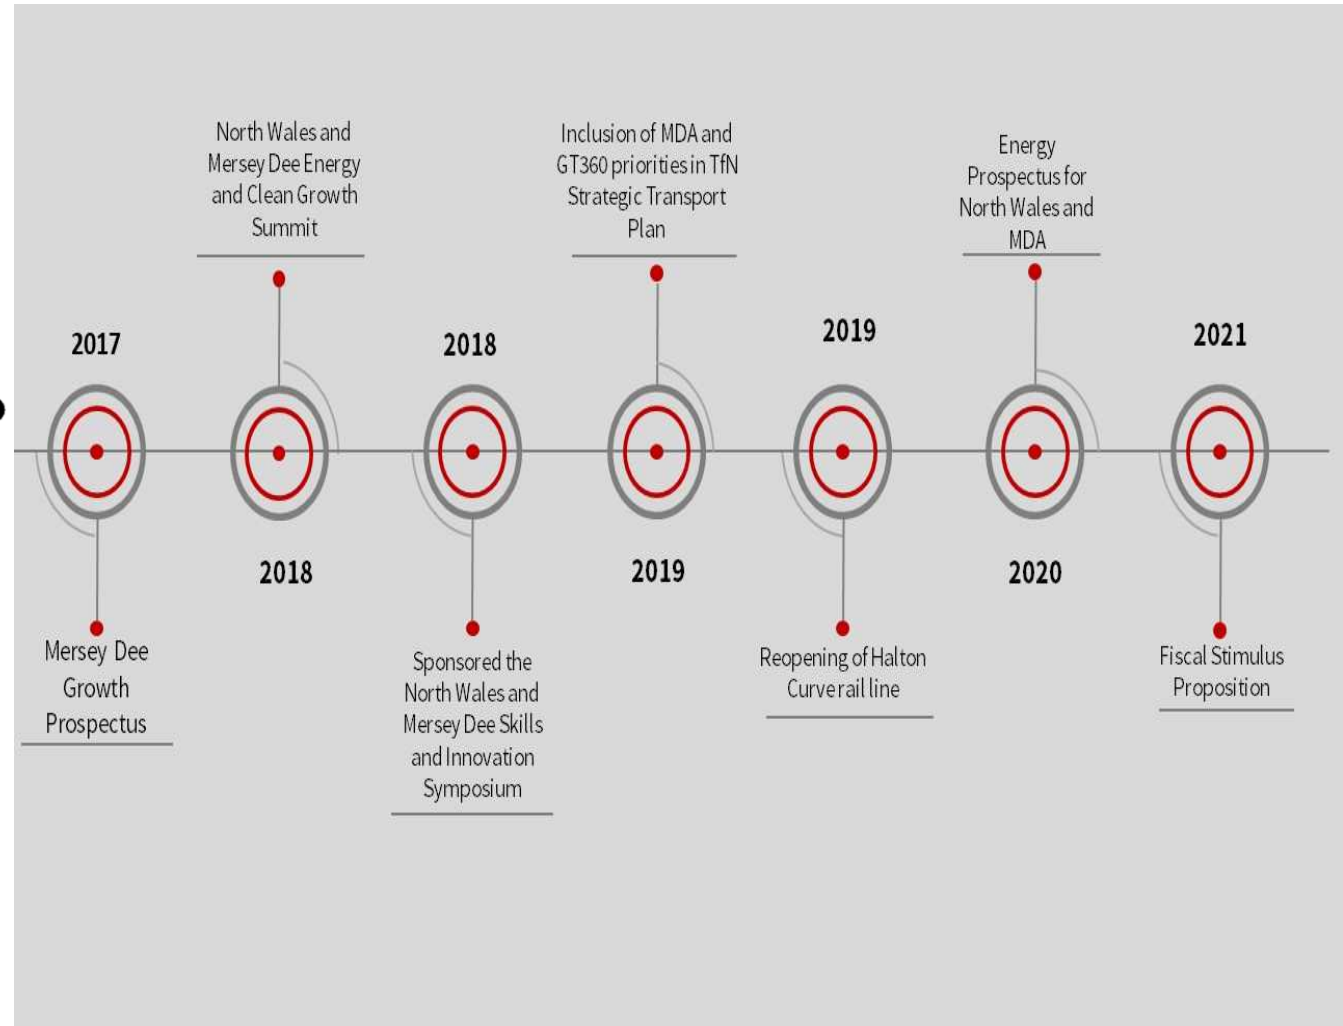 2017
Mersey Dee
Growth
Prospectus
North Wales and
Mersey Dee Energy
and Clean Growth
Summit
2018
2018
Sponsored the
North Wales and
Mersey Dee Skills
and Innovation
Symposium
Inclusion of MDA and
GT360 priorities in TfN
Strategic Transport
Plan
2019
2019
Reopening of Halton
Curve rail line
Energy
Prospectus for
North Wales and
MDA
2020
2021
Fiscal Stimulus
Proposition